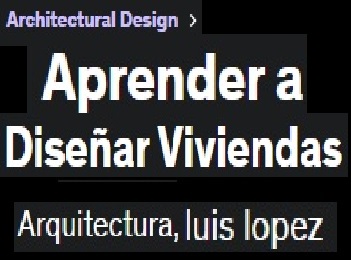 Architectural Design >
Aprender a
Diseñar Viviendas
Arquitectura, luis lopez